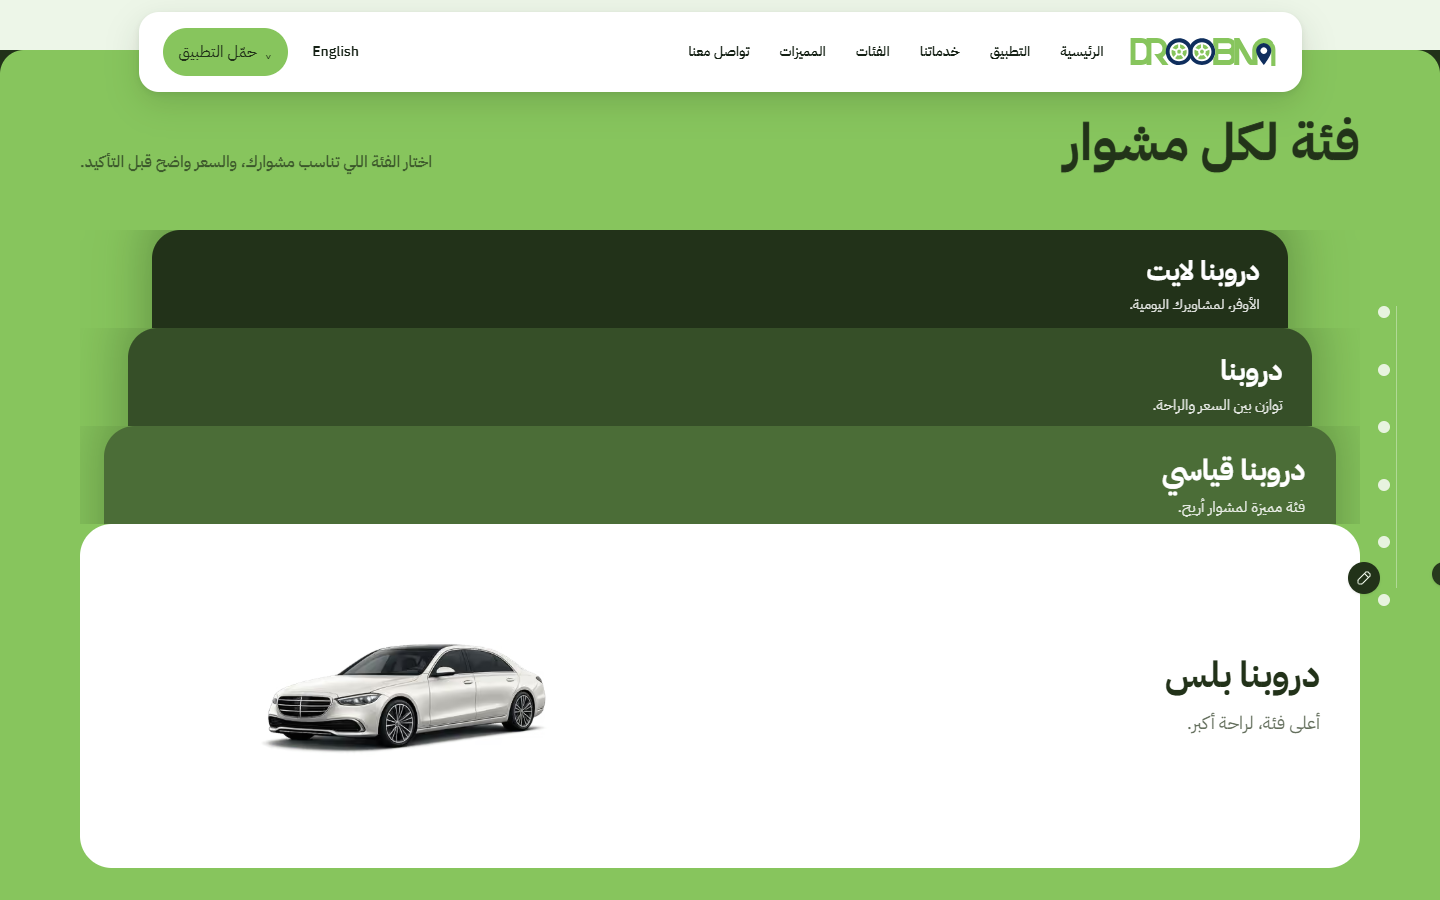 DROOBNA
الرئيسية
التطبيق
خدماتنا
الفئات
المميزات
تواصل معنا
English
حمّل التطبيق
فئة لكل مشوار
اختار الفئة اللي تناسب مشوارك، والسعر واضح قبل التأكيد.
دروبنا لايت
الأوفر، لمشاويرك اليومية.
دروبنا
توازن بين السعر والراحة.
دروبنا قياسي
فئة مميزة لمشوار أريح.
دروبنا بلس
أعلى فئة، لراحة أكبر.